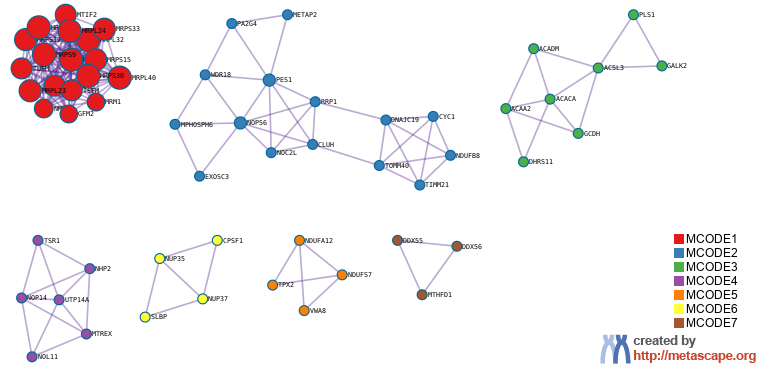 MTIF2
MRPS33
MRPL24
MRPS9
MRPS15
MRPS30
MRPL40
MRPL23
MRM1
GFM2
METAP2
PA2G4
WDR18
PES1
RRP1
MPHOSPH6
NOP56
NOC2L
CLUH
EXOSC3
DNAJC19
CYC1
NDUFB8
TOMM40
TIMM21
PLS1
ACADM
ACSL3
GALK2
ACACA
ACAA2
GCDH
DHRS11
TSR1
NHP2
NOP14
UTP14A
MTREX
NOL11
CPSF1
NUP35
NUP37
SLBP
NDUFA12
NDUFS7
TPX2
VWA8
DDX55
DDX56
MTHFD1
MCODE1
MCODE2
MCODE3
MCODE4
MCODE5
MCODE6
MCODE7
created by
http://metascape.org